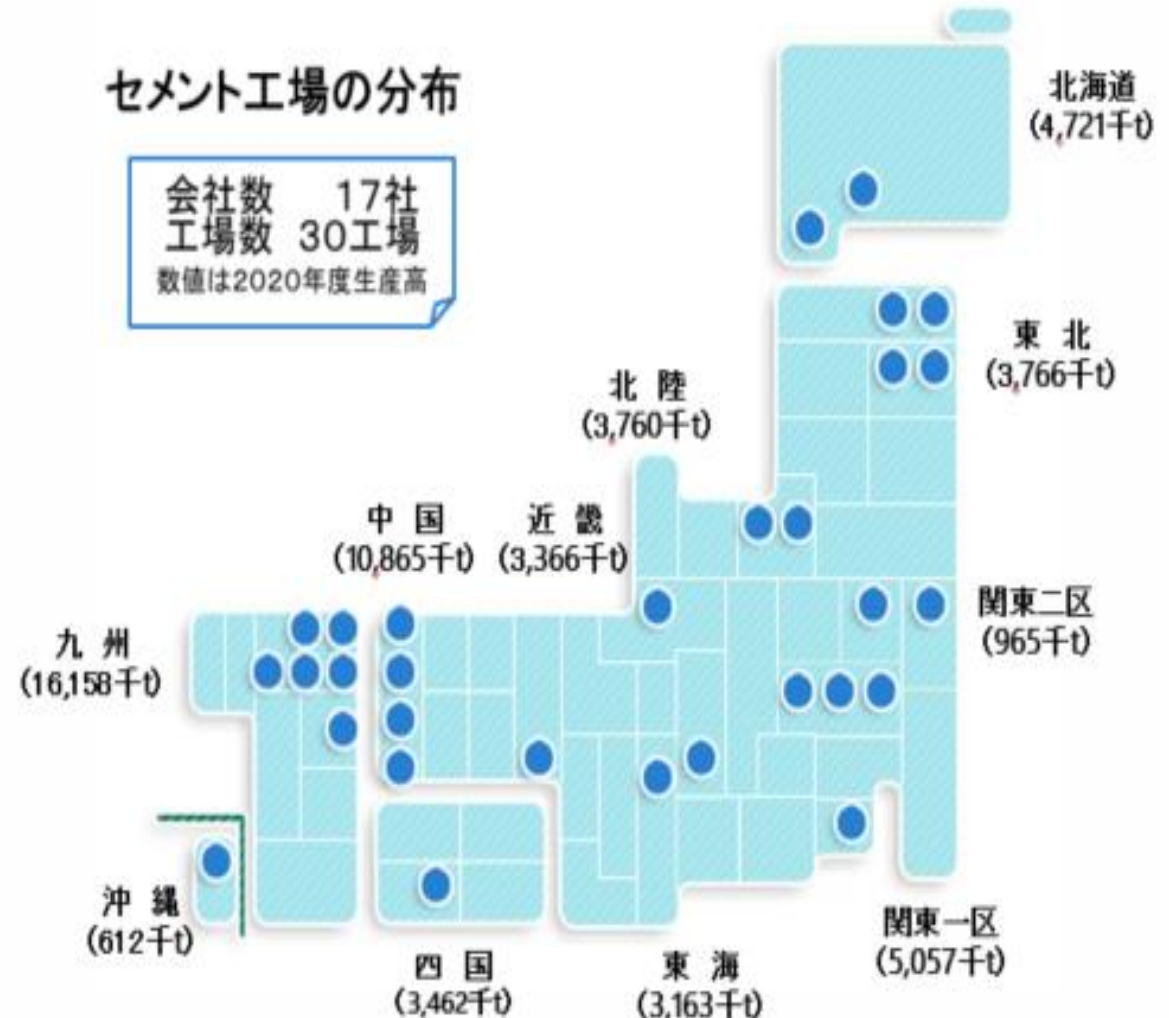 セメント工場の分布
会社数 17社
工場数 30工場
数値は2020年度生産高
北海道
(4,721千t)
東 北
(3,766千t)
北 陸
(3,760千t)
中 国
(10,865千t)
近 畿
(3,366千t)
関東二区
(965千t)
九 州
(16,158千t)
沖 縄
(612千t)
四 国
(3,462千t)
東 海
(3,163千t)
関東一区
(5,057千t)